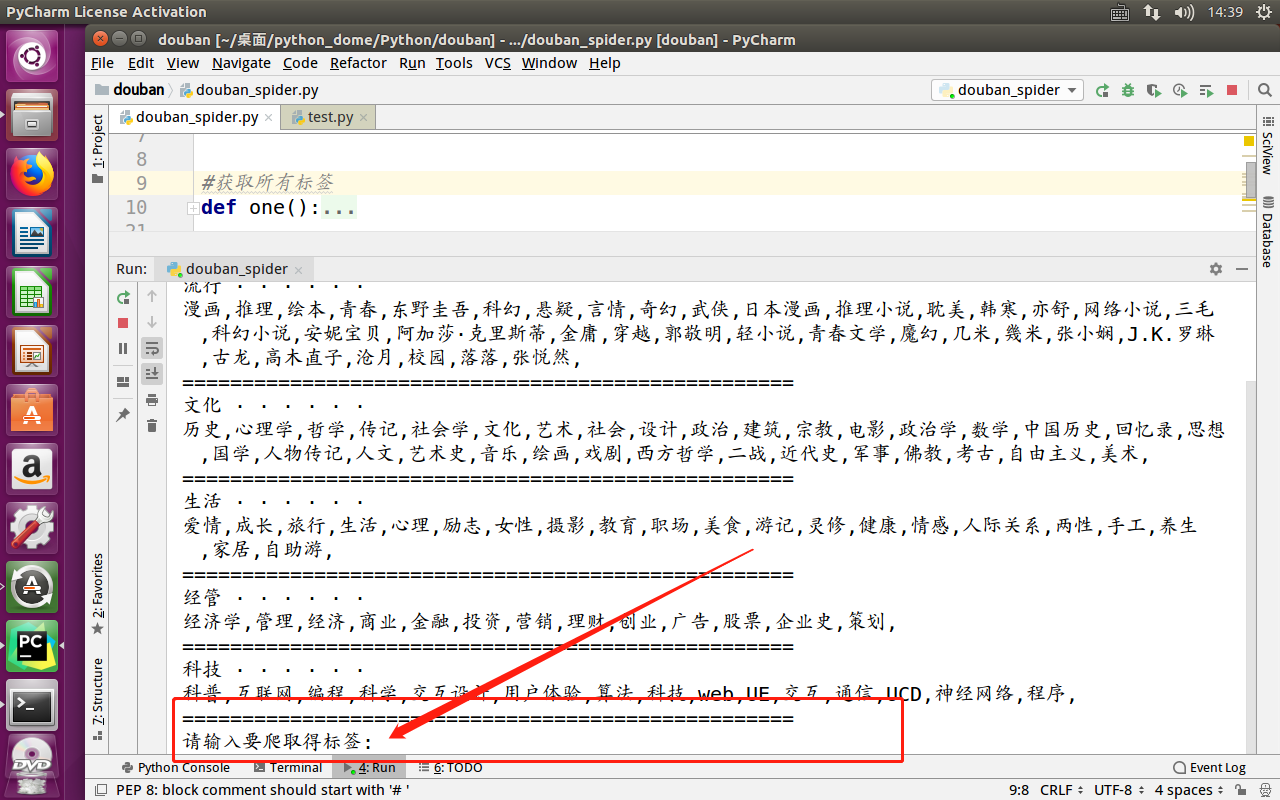 PyCharm License Activation
14:39
douban [~/桌面/python_dome/Python/douban] - .../douban_spider.py [douban] - PyCharm
File Edit View Navigate Code Refactor Run Tools VCS Window Help
douban douban_spider.py
douban_spider
douban_spider.py test.py
1: Project
SciView
Database
7
8
9 #获取所有标签
10 def one():...
21
Run: douban_spider
流行 · · · · · ·
漫画,推理,绘本,青春,东野圭吾,科幻,悬疑,言情,奇幻,武侠,日本漫画,推理小说,耽美,韩寒,亦舒,网络小说,三毛
,科幻小说,安妮宝贝,阿加莎·克里斯蒂,金庸,穿越,郭敬明,轻小说,青春文学,魔幻,几米,幾米,张小娴,J.K.罗琳
,古龙,高木直子,沧月,校园,落落,张悦然,
===================================================
文化 · · · · · ·
历史,心理学,哲学,传记,社会学,文化,艺术,社会,设计,政治,建筑,宗教,电影,政治学,数学,中国历史,回忆录,思想
,国学,人物传记,人文,艺术史,音乐,绘画,戏剧,西方哲学,二战,近代史,军事,佛教,考古,自由主义,美术,
===================================================
生活 · · · · · ·
爱情,成长,旅行,生活,心理,励志,女性,摄影,教育,职场,美食,游记,灵修,健康,情感,人际关系,两性,手工,养生
,家居,自助游,
===================================================
经管 · · · · · ·
经济学,管理,经济,商业,金融,投资,营销,理财,创业,广告,股票,企业史,策划,
===================================================
科技 · · · · · ·
科普,互联网,编程,科学,交互设计,用户体验,算法,科技,web,UE,交互,通信,UCD,神经网络,程序,
===================================================
请输入要爬取得标签:
2: Favorites
7: Structure
Python Console Terminal 4: Run 6: TODO Event Log
PEP 8: block comment should start with '# ' 9:8 CRLF UTF-8 4 spaces
PC
a
A
DVD